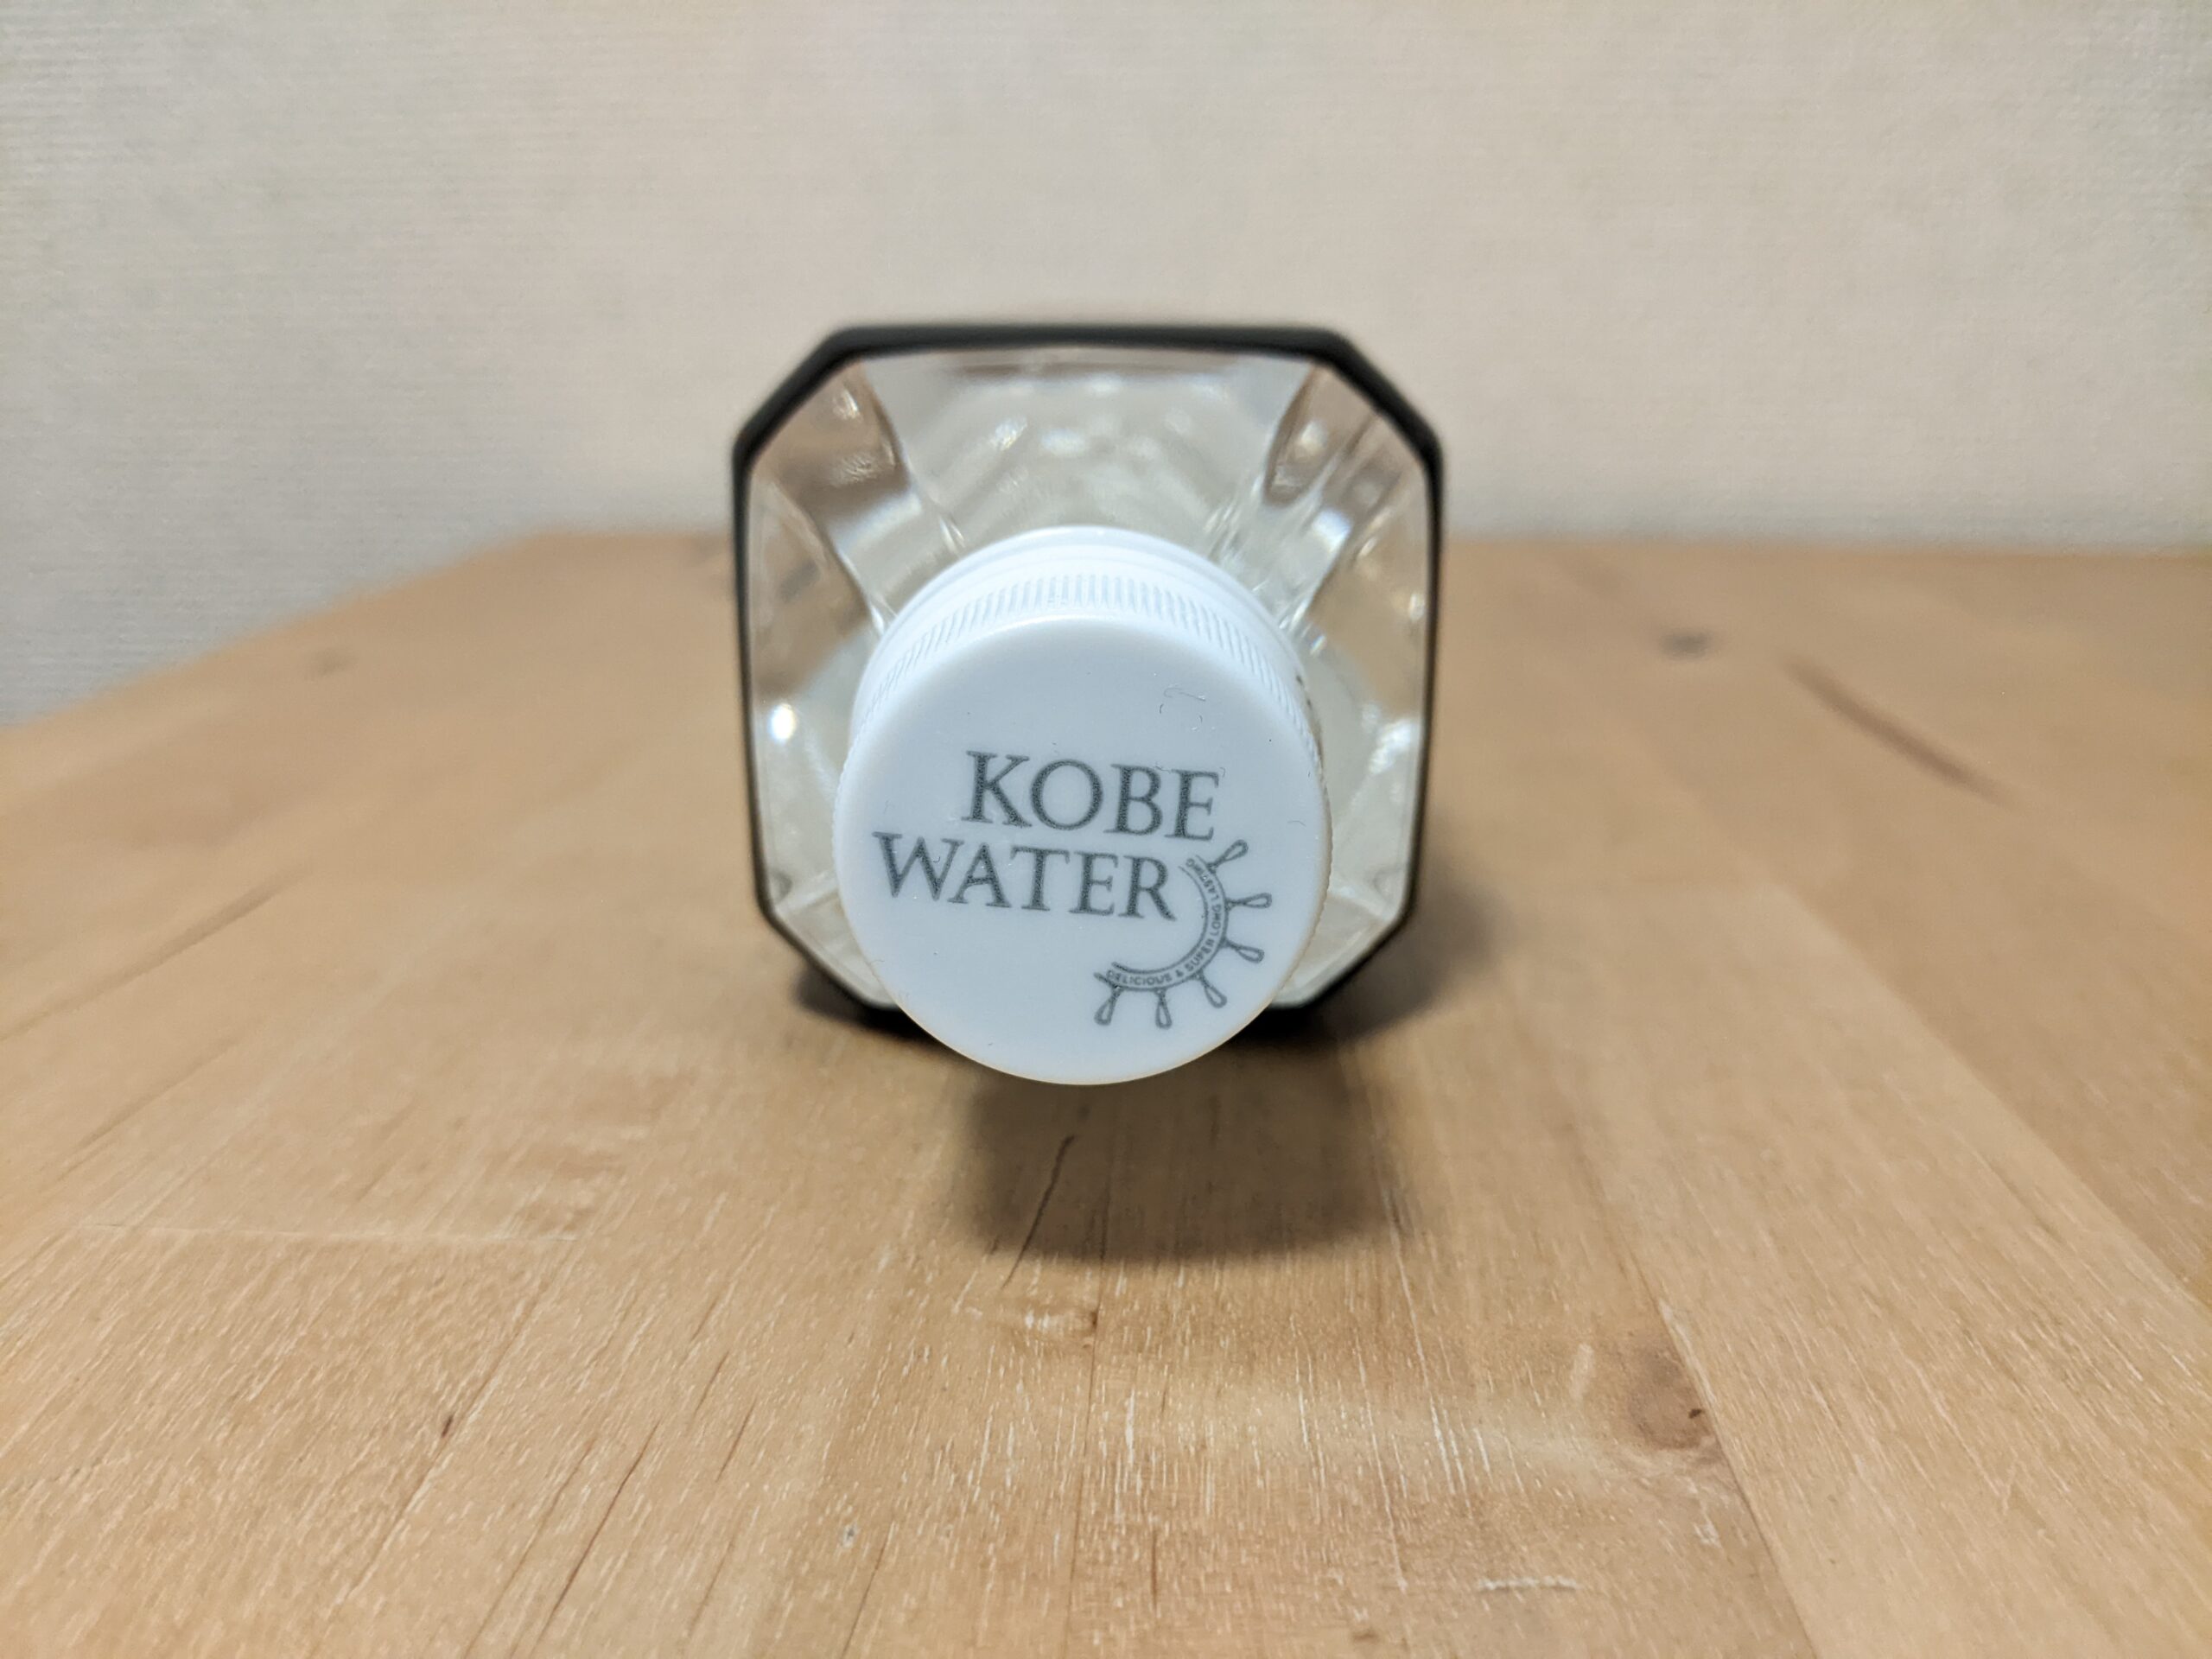 KOBE
WATER
DELICIOUS & SUPER LONG LASTING